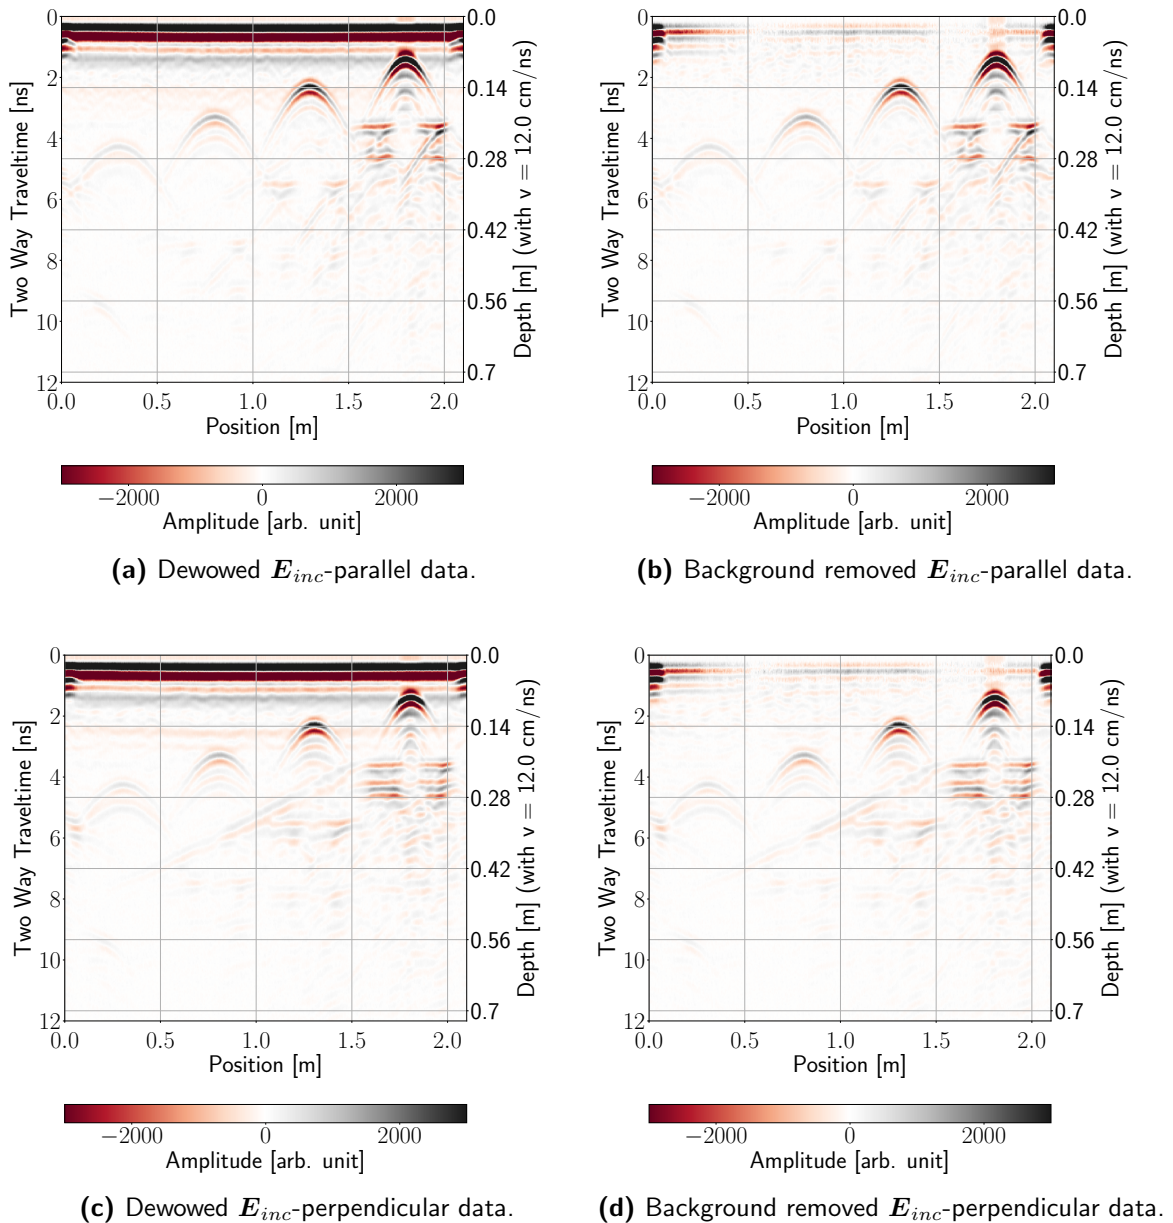 0
2
4
6
8
10
12
Two Way Traveltime [ns]
0.0
0.14
0.28
0.42
0.56
0.7
Depth [m] (with v = 12.0 cm/ns)
0.0 0.5 1.0 1.5 2.0
Position [m]
−2000 0 2000
Amplitude [arb. unit]
(a) Dewowed E_inc-parallel data.
0
2
4
6
8
10
12
Two Way Traveltime [ns]
0.0
0.14
0.28
0.42
0.56
0.7
Depth [m] (with v = 12.0 cm/ns)
0.0 0.5 1.0 1.5 2.0
Position [m]
−2000 0 2000
Amplitude [arb. unit]
(b) Background removed E_inc-parallel data.
0
2
4
6
8
10
12
Two Way Traveltime [ns]
0.0
0.14
0.28
0.42
0.56
0.7
Depth [m] (with v = 12.0 cm/ns)
0.0 0.5 1.0 1.5 2.0
Position [m]
−2000 0 2000
Amplitude [arb. unit]
(c) Dewowed E_inc-perpendicular data.
0
2
4
6
8
10
12
Two Way Traveltime [ns]
0.0
0.14
0.28
0.42
0.56
0.7
Depth [m] (with v = 12.0 cm/ns)
0.0 0.5 1.0 1.5 2.0
Position [m]
−2000 0 2000
Amplitude [arb. unit]
(d) Background removed E_inc-perpendicular data.